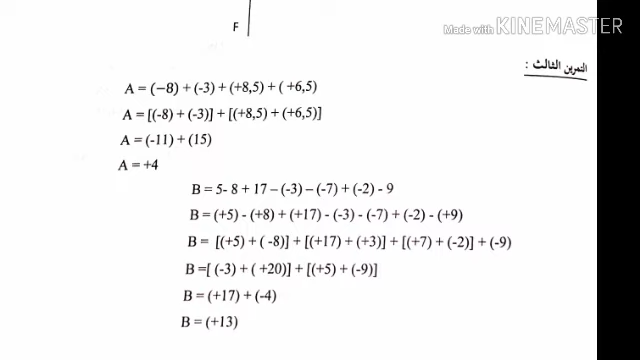 F
Made with KINEMASTER
التمرين الثالث :
A = (−8) + (-3) + (+8,5) + ( +6,5)
A = [(-8) + (-3)] + [(+8,5) + (+6,5)]
A = (-11) + (15)
A = +4
B = 5- 8 + 17 – (-3) – (-7) + (-2) - 9
B = (+5) - (+8) + (+17) - (-3) - (-7) + (-2) - (+9)
B = [(+5) + ( -8)] + [(+17) + (+3)] + [(+7) + (-2)] + (-9)
B =[ (-3) + ( +20)] + [(+5) + (-9)]
B = (+17) + (-4)
B = (+13)